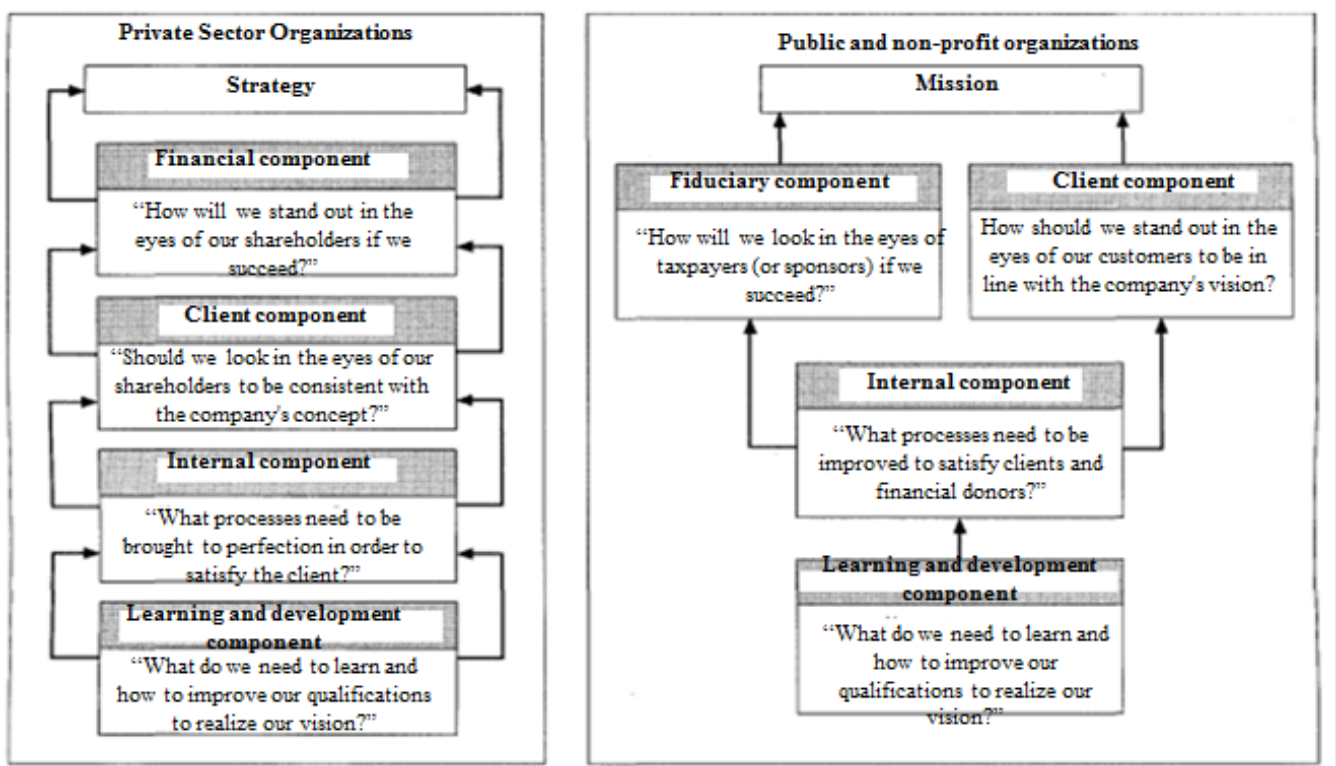 Private Sector Organizations
Strategy
Financial component
“How will we stand out in the
eyes of our shareholders if we
succeed?”
Client component
“Should we look in the eyes of our
shareholders to be consistent with
the company's concept?”
Internal component
“What processes need to be
brought to perfection in order to
satisfy the client?”
Learning and development
component
“What do we need to learn and
how to improve our qualifications
to realize our vision?”
Public and non-profit organizations
Mission
Fiduciary component
“How will we look in the eyes of
taxpayers (or sponsors) if we
succeed?”
Client component
How should we stand out in the
eyes of our customers to be in
line with the company's vision?
Internal component
“What processes need to be
improved to satisfy clients and
financial donors?”
Learning and development
component
“What do we need to learn and
how to improve our
qualifications to realize our
vision?”